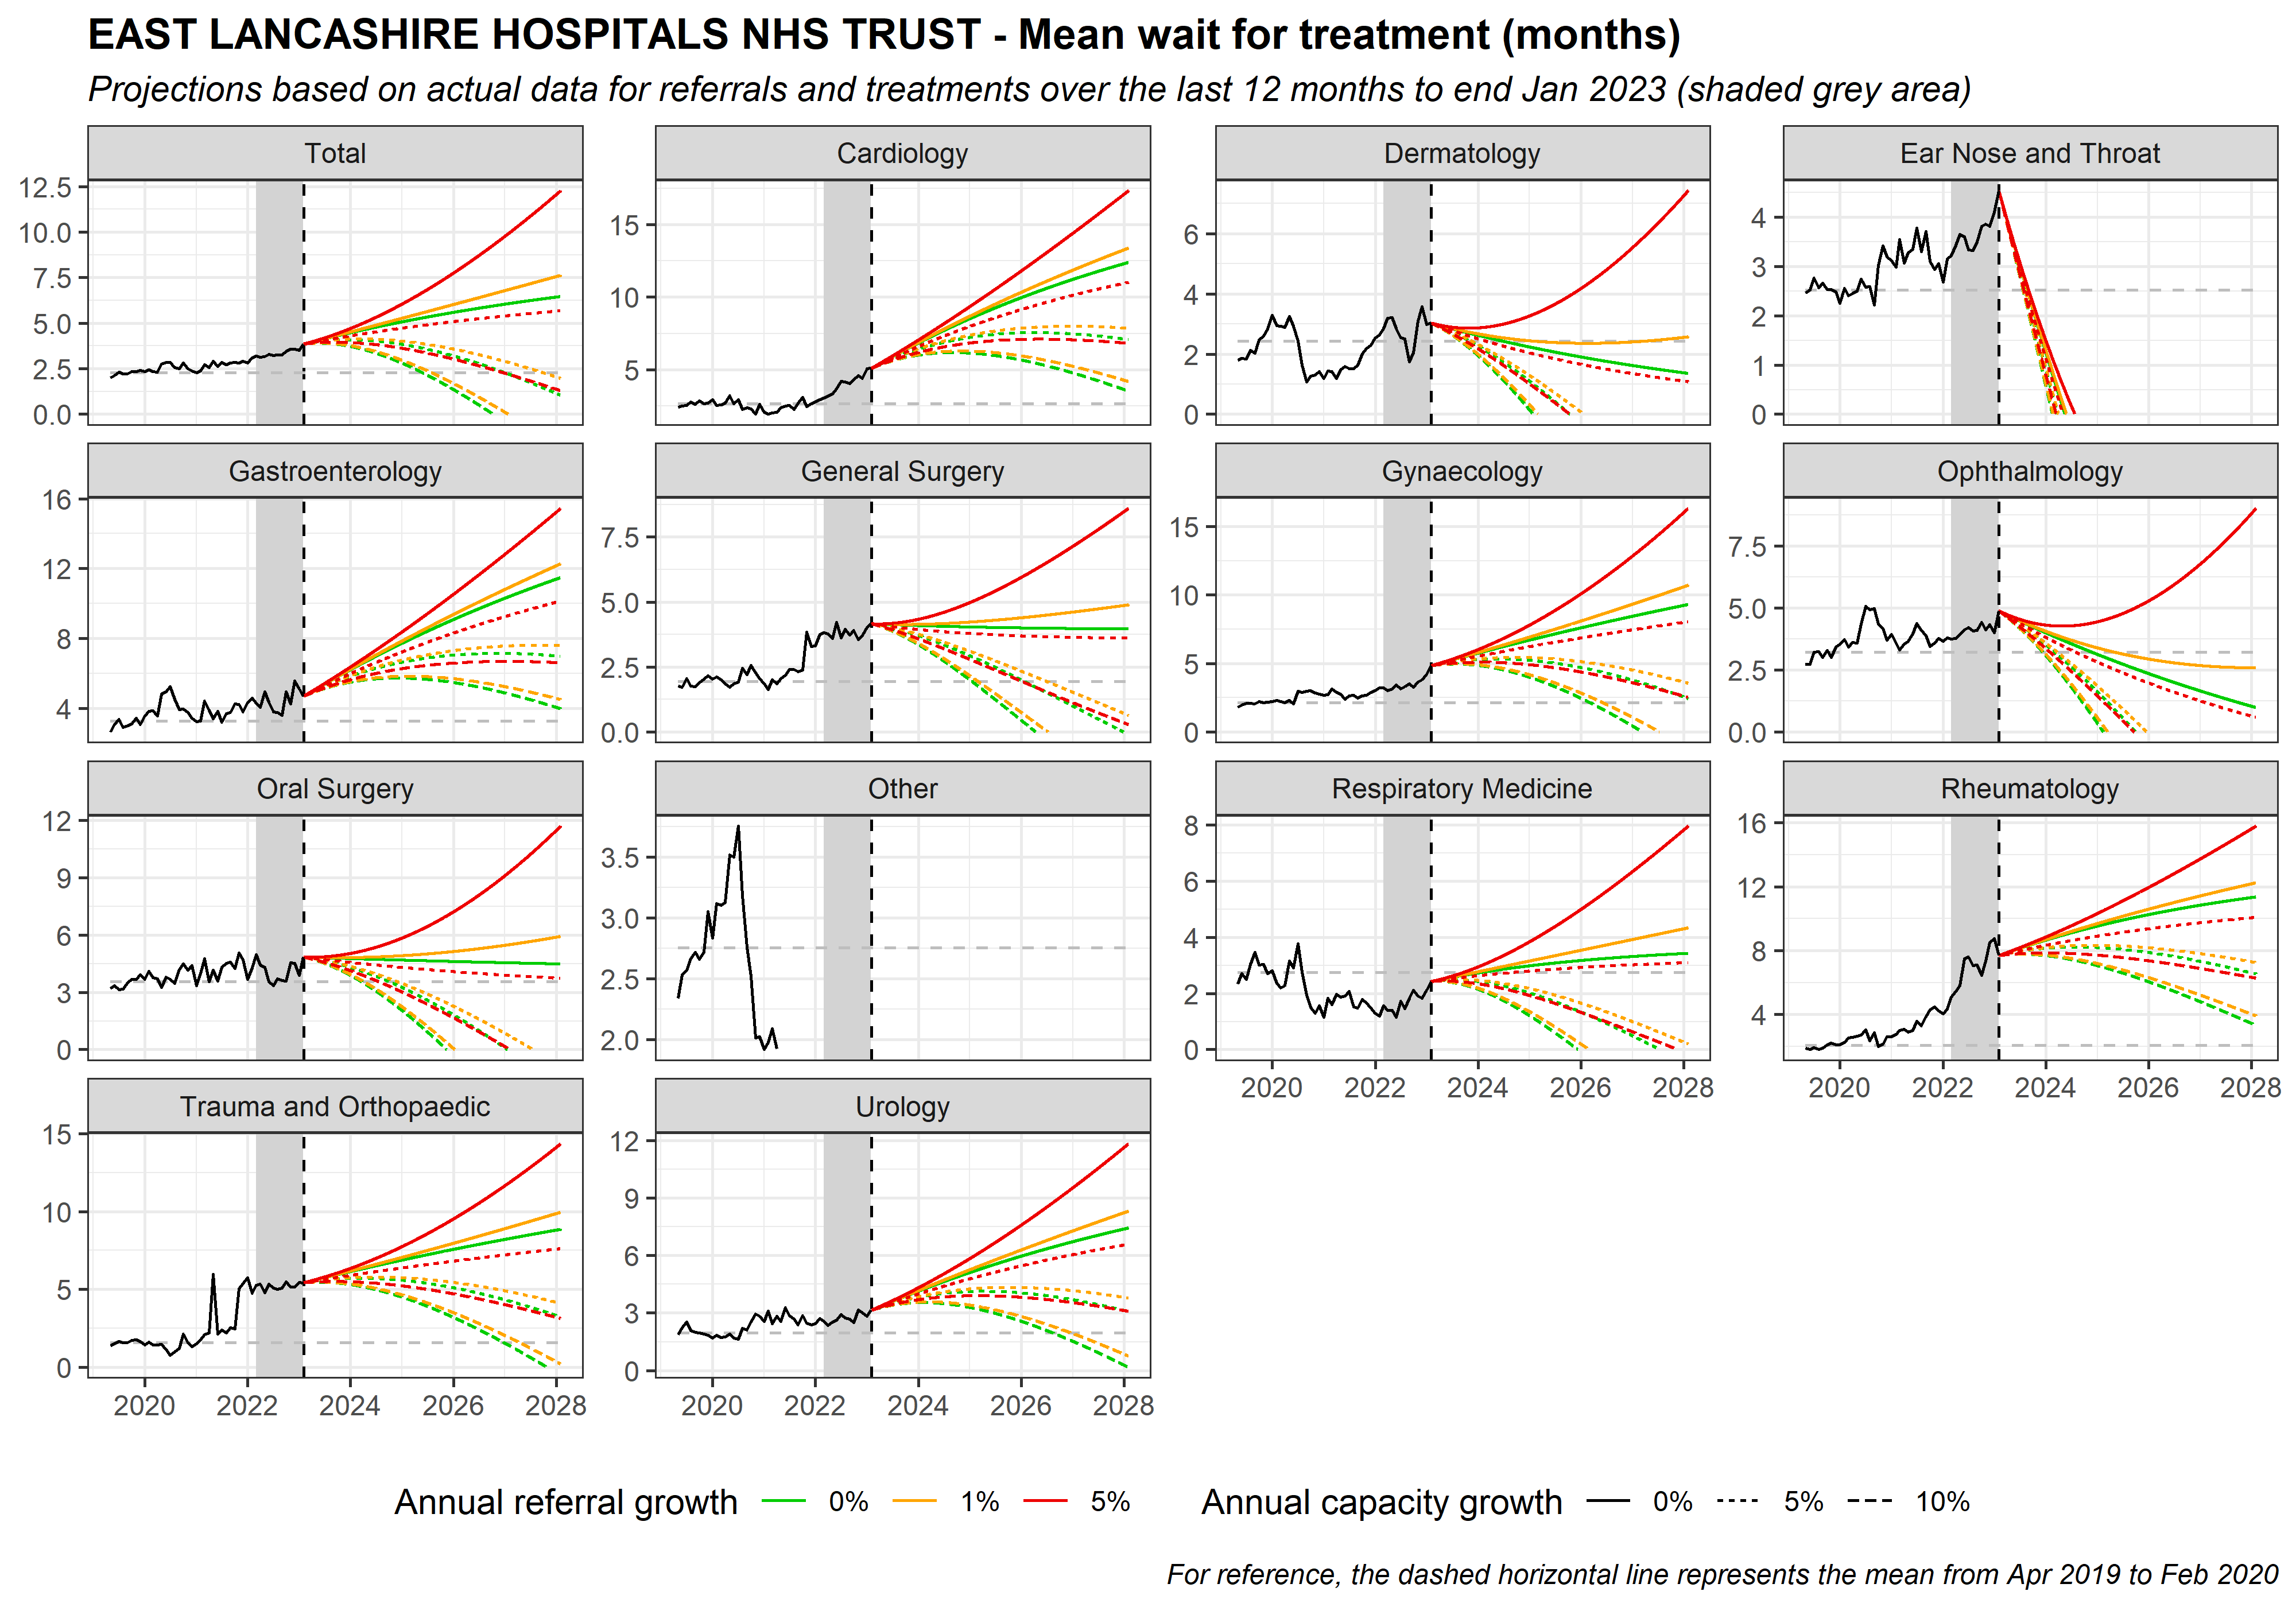 EAST LANCASHIRE HOSPITALS NHS TRUST - Mean wait for treatment (months)
Projections based on actual data for referrals and treatments over the last 12 months to end Jan 2023 (shaded grey area)
Total
Cardiology
Dermatology
Ear Nose and Throat
12.5
10.0
7.5
5.0
2.5
0.0
15
10
5
6
4
2
0
4
3
2
1
0
Gastroenterology
General Surgery
Gynaecology
Ophthalmology
16
12
8
4
7.5
5.0
2.5
0.0
15
10
5
0
7.5
5.0
2.5
0.0
Oral Surgery
Other
Respiratory Medicine
Rheumatology
12
9
6
3
0
3.5
3.0
2.5
2.0
8
6
4
2
0
16
12
8
4
2020 2022 2024 2026 2028
2020 2022 2024 2026 2028
Trauma and Orthopaedic
Urology
15
10
5
0
12
9
6
3
0
2020 2022 2024 2026 2028
2020 2022 2024 2026 2028
Annual referral growth 0% 1% 5%
Annual capacity growth 0% 5% 10%
For reference, the dashed horizontal line represents the mean from Apr 2019 to Feb 2020